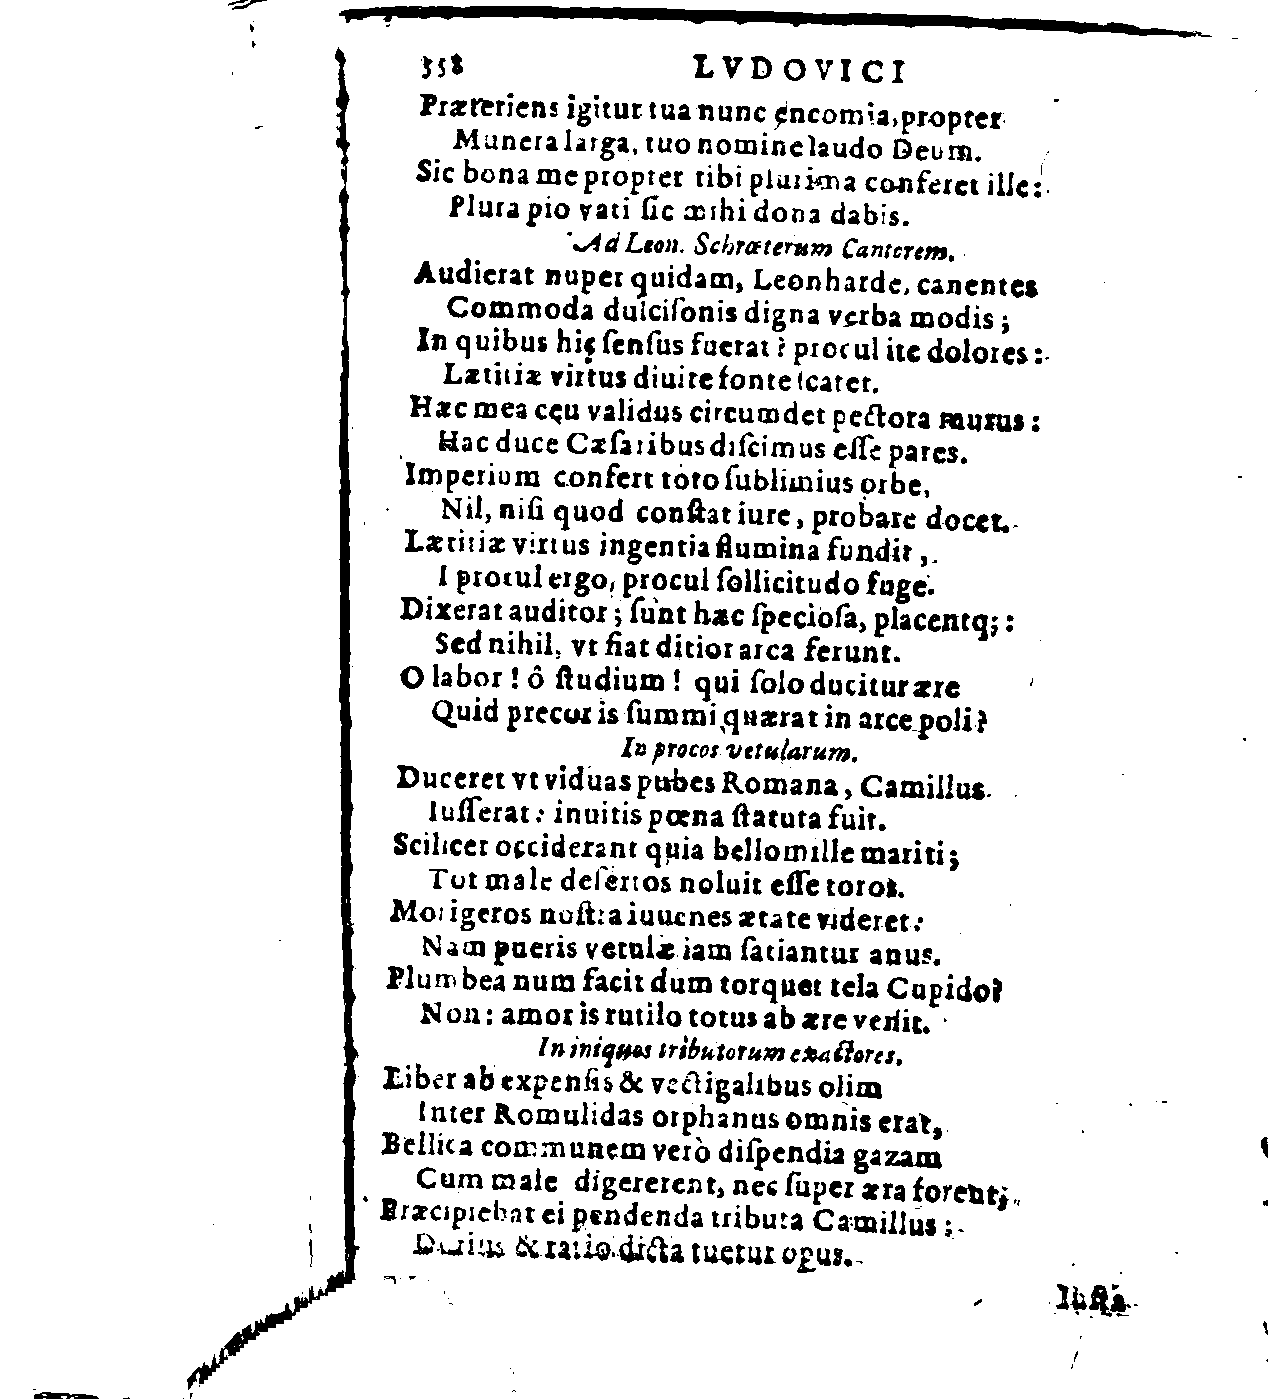 358 LVDOVICI
Præteriens igitur tua nunc encomia, propter
Munera larga, tuo nomine laudo Deum.
Sic bona me propter tibi plurima conferet ille:
Plura pio vati sic mihi dona dabis.
Ad Leon. Schræterum Cantorem.
Audierat nuper quidam, Leonharde, canentes
Commoda dulcisonis digna verba modis;
In quibus hic sensus fuerat? procul ite dolores:
Lætitiæ virtus diuite fonte scatet.
Hæc mea ceu validus circumdet pectora murus:
Hac duce Cæsaribus discimus esse pares.
Imperium confert toto sublimius orbe,
Nil, nisi quod constat iure, probare docet.
Lætitiæ virtus ingentia flumina fundit,
I procul ergo, procul sollicitudo fuge.
Dixerat auditor; sunt hæc speciosa, placentq;:
Sed nihil, vt fiat ditior arca ferunt.
O labor! ô studium! qui solo ducitur ære
Quid precor is summi quærat in arce poli?
In procos vetularum.
Duceret vt viduas pubes Romana, Camillus
Iusserat: inuitis pœna statuta fuit.
Scilicet occiderant quia bello mille mariti;
Tot male desertos noluit esse toros.
Morigeros nostra iuuenes ætate videret:
Nam pueris vetulæ iam satiantur anus.
Plumbea num facit dum torquet tela Cupido?
Non: amor is rutilo totus ab ære venit.
In iniquos tributorum exactores.
Liber ab expensis & vectigalibus olim
Inter Romulidas orphanus omnis erat,
Bellica communem verò dispendia gazam
Cum male digererent, nec super æra forent;
Præcipiebat ei pendenda tributa Camillus:
Durius & ratio dicta tuetur opus.
Iusta